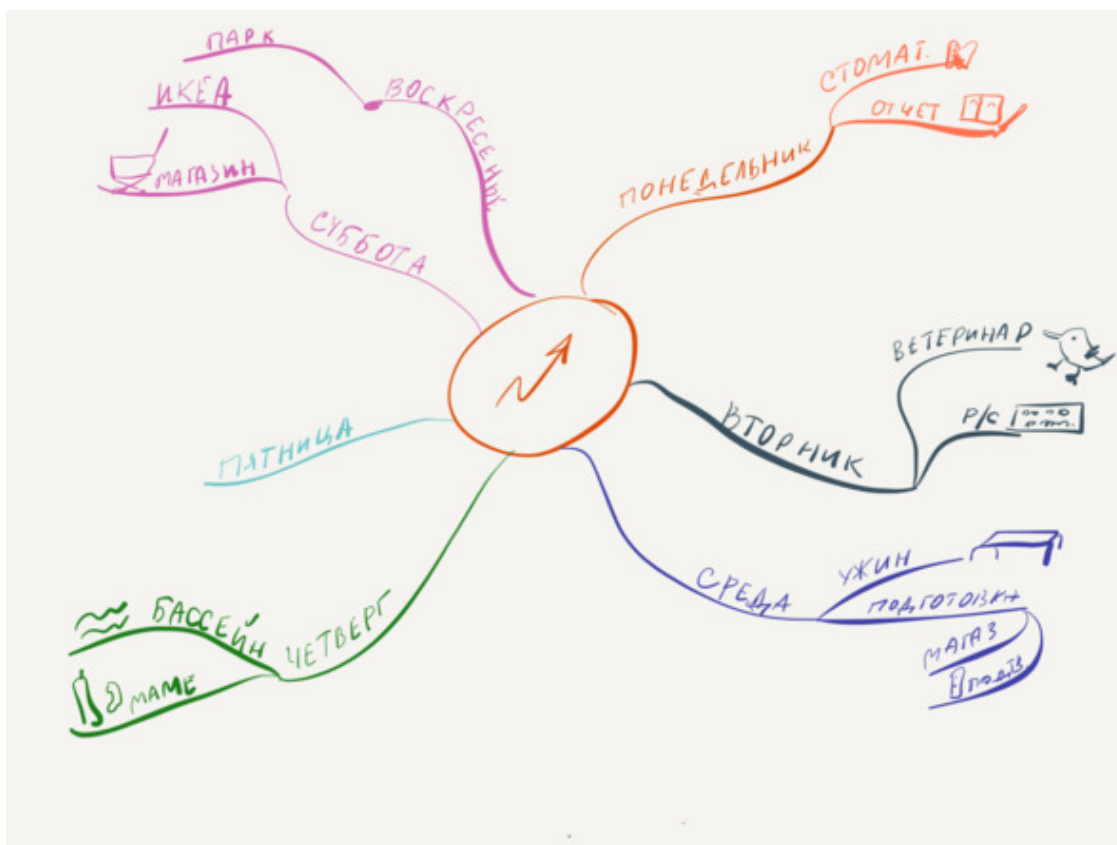 ПОНЕДЕЛЬНИК
СТОМАТ.
ОТЧЕТ
ВТОРНИК
ВЕТЕРИНАР
Р/С
СРЕДА
УЖИН
ПОДГОТОВКА
МАГАЗ
ЧЕТВЕРГ
БАССЕЙН
МАМЕ
ПЯТНИЦА
СУББОТА
ИКЕА
МАГАЗИН
ВОСКРЕСЕНЬЕ
ПАРК